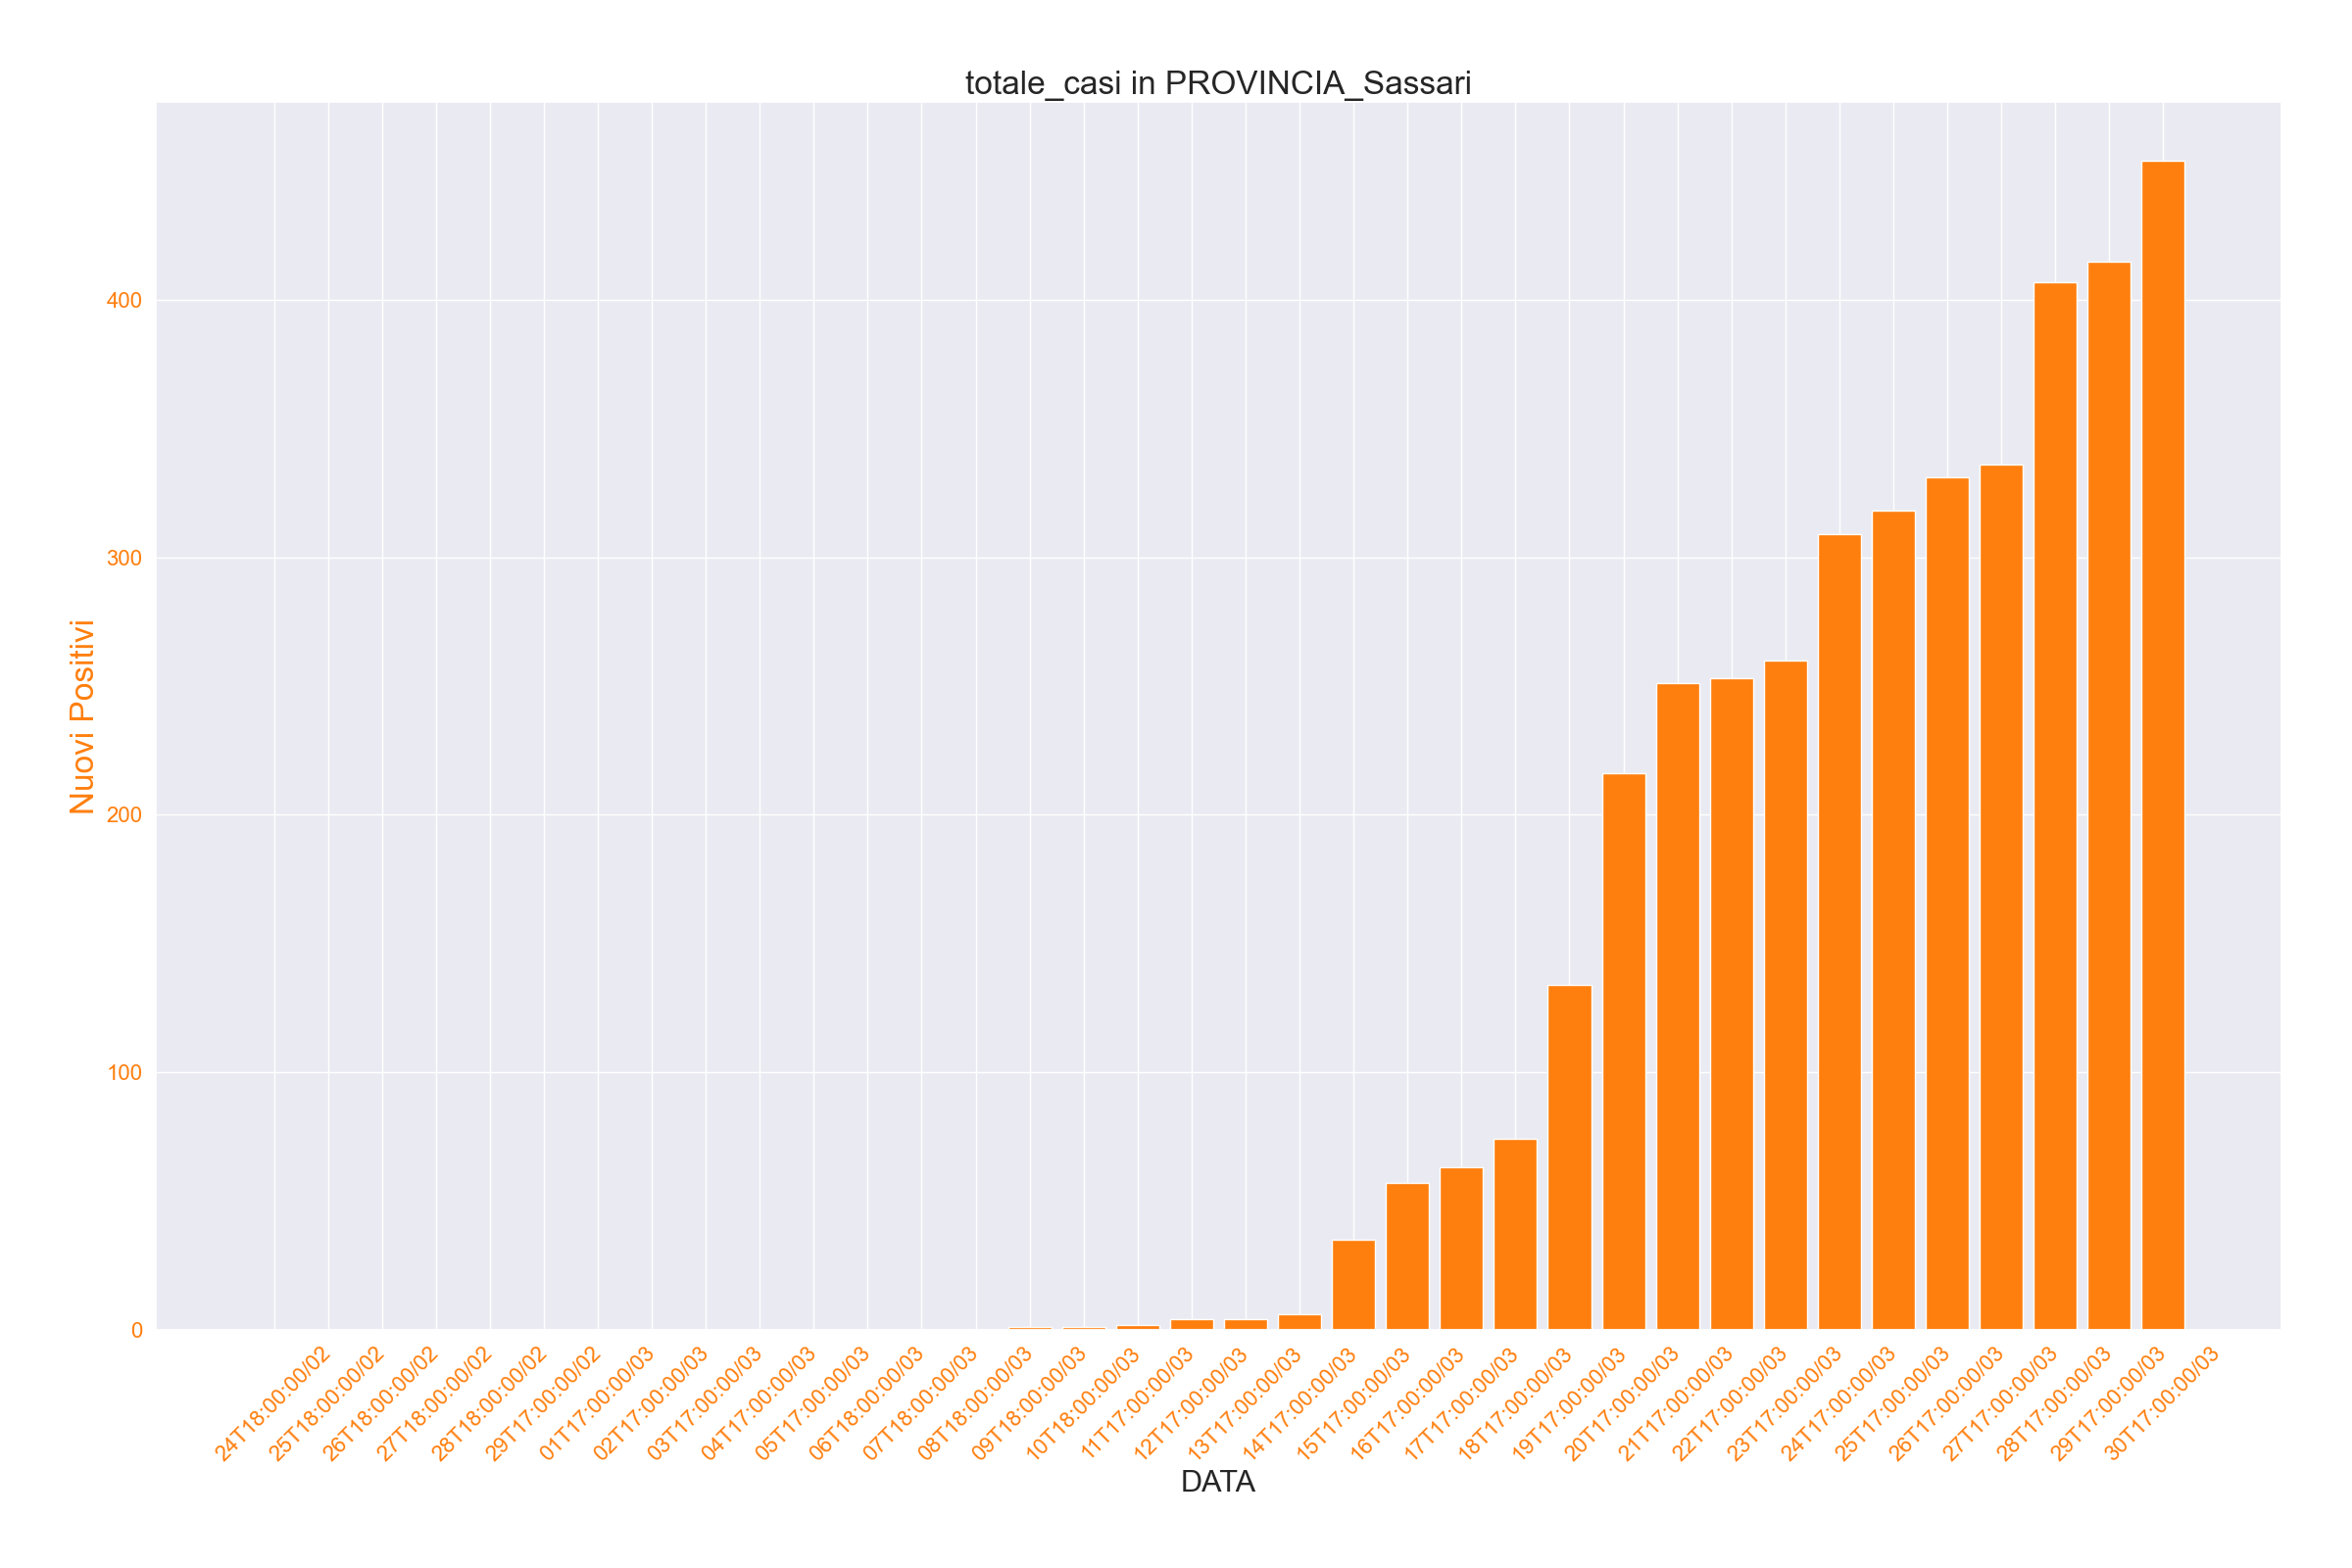 totale_casi in PROVINCIA_Sassari
Nuovi Positivi
400
300
200
100
0
24T18:00:00/02
25T18:00:00/02
26T18:00:00/02
27T18:00:00/02
28T18:00:00/02
29T17:00:00/02
01T17:00:00/03
02T17:00:00/03
03T17:00:00/03
04T17:00:00/03
05T17:00:00/03
06T18:00:00/03
07T18:00:00/03
08T18:00:00/03
09T18:00:00/03
10T18:00:00/03
11T17:00:00/03
12T17:00:00/03
13T17:00:00/03
14T17:00:00/03
15T17:00:00/03
16T17:00:00/03
17T17:00:00/03
18T17:00:00/03
19T17:00:00/03
20T17:00:00/03
21T17:00:00/03
22T17:00:00/03
23T17:00:00/03
24T17:00:00/03
25T17:00:00/03
26T17:00:00/03
27T17:00:00/03
28T17:00:00/03
29T17:00:00/03
30T17:00:00/03
DATA